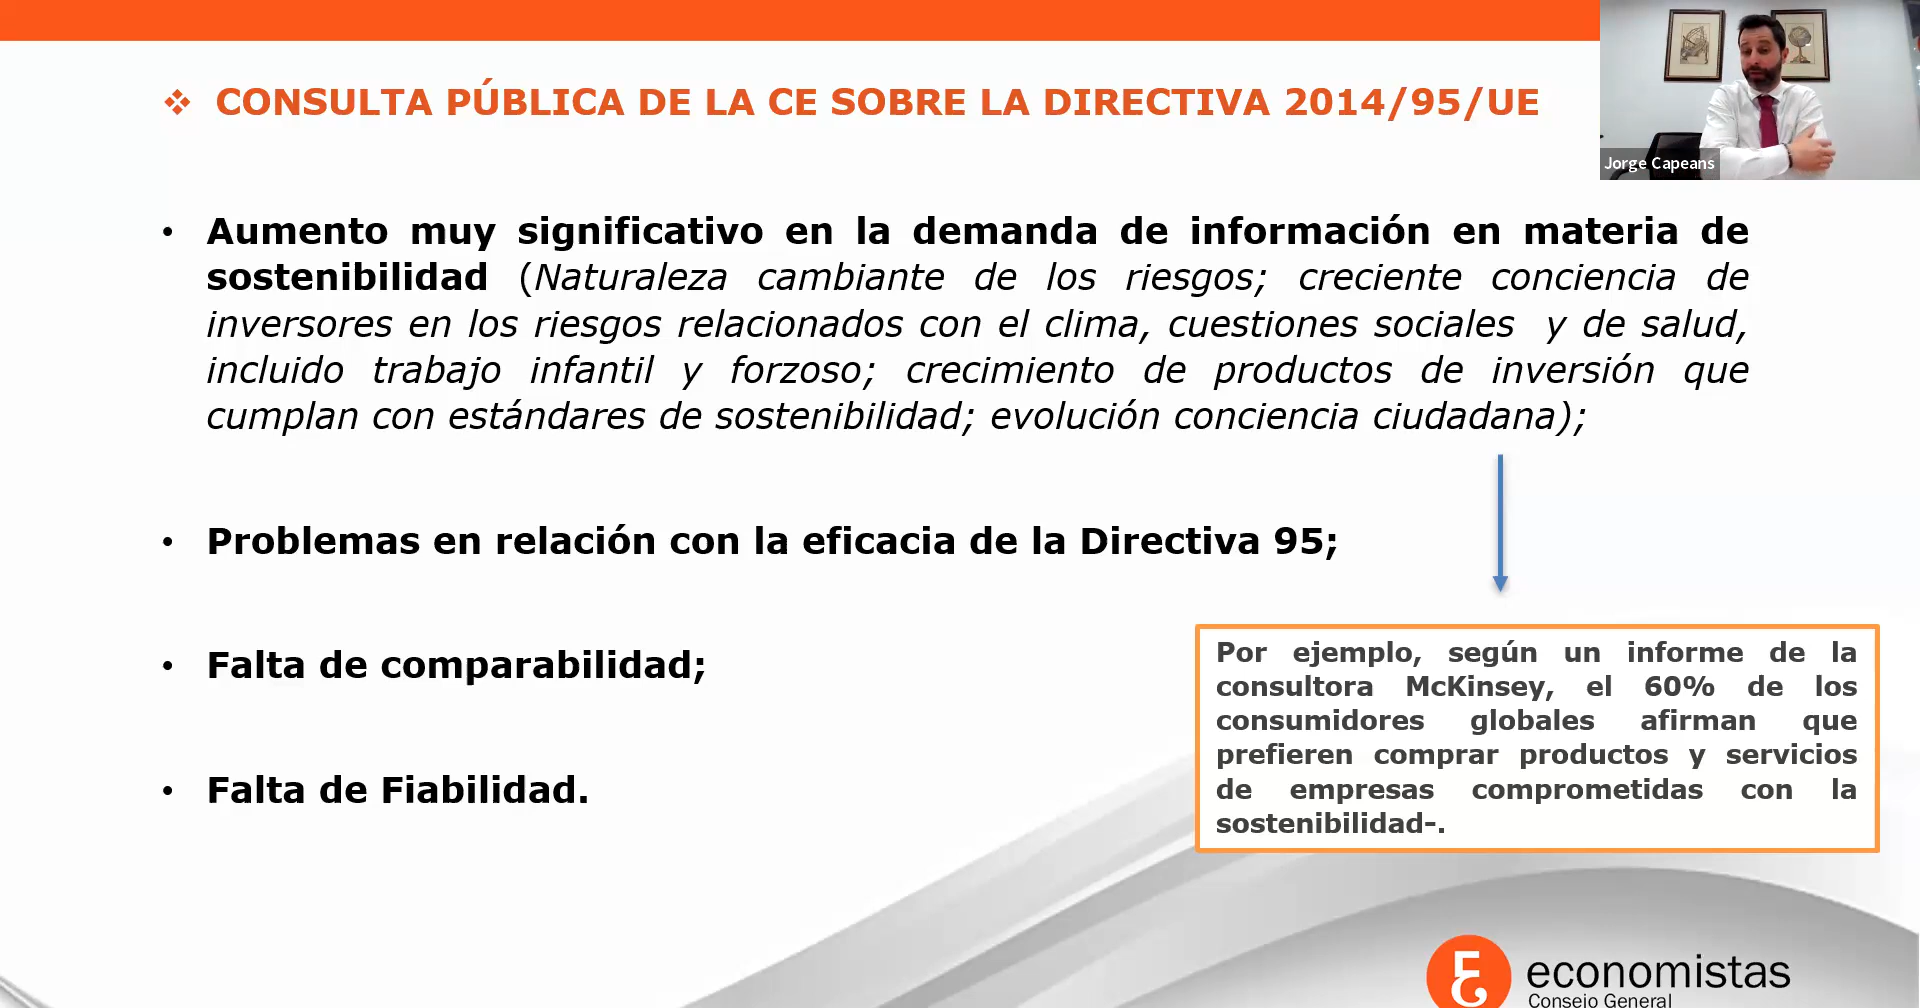 ❖ CONSULTA PÚBLICA DE LA CE SOBRE LA DIRECTIVA 2014/95/UE
Jorge Capeans
• Aumento muy significativo en la demanda de información en materia de
sostenibilidad (Naturaleza cambiante de los riesgos; creciente conciencia de
inversores en los riesgos relacionados con el clima, cuestiones sociales y de salud,
incluido trabajo infantil y forzoso; crecimiento de productos de inversión que
cumplan con estándares de sostenibilidad; evolución conciencia ciudadana);
• Problemas en relación con la eficacia de la Directiva 95;
• Falta de comparabilidad;
• Falta de Fiabilidad.
Por ejemplo, según un informe de la
consultora McKinsey, el 60% de los
consumidores globales afirman que
prefieren comprar productos y servicios
de empresas comprometidas con la
sostenibilidad-.
economistas
Consejo General